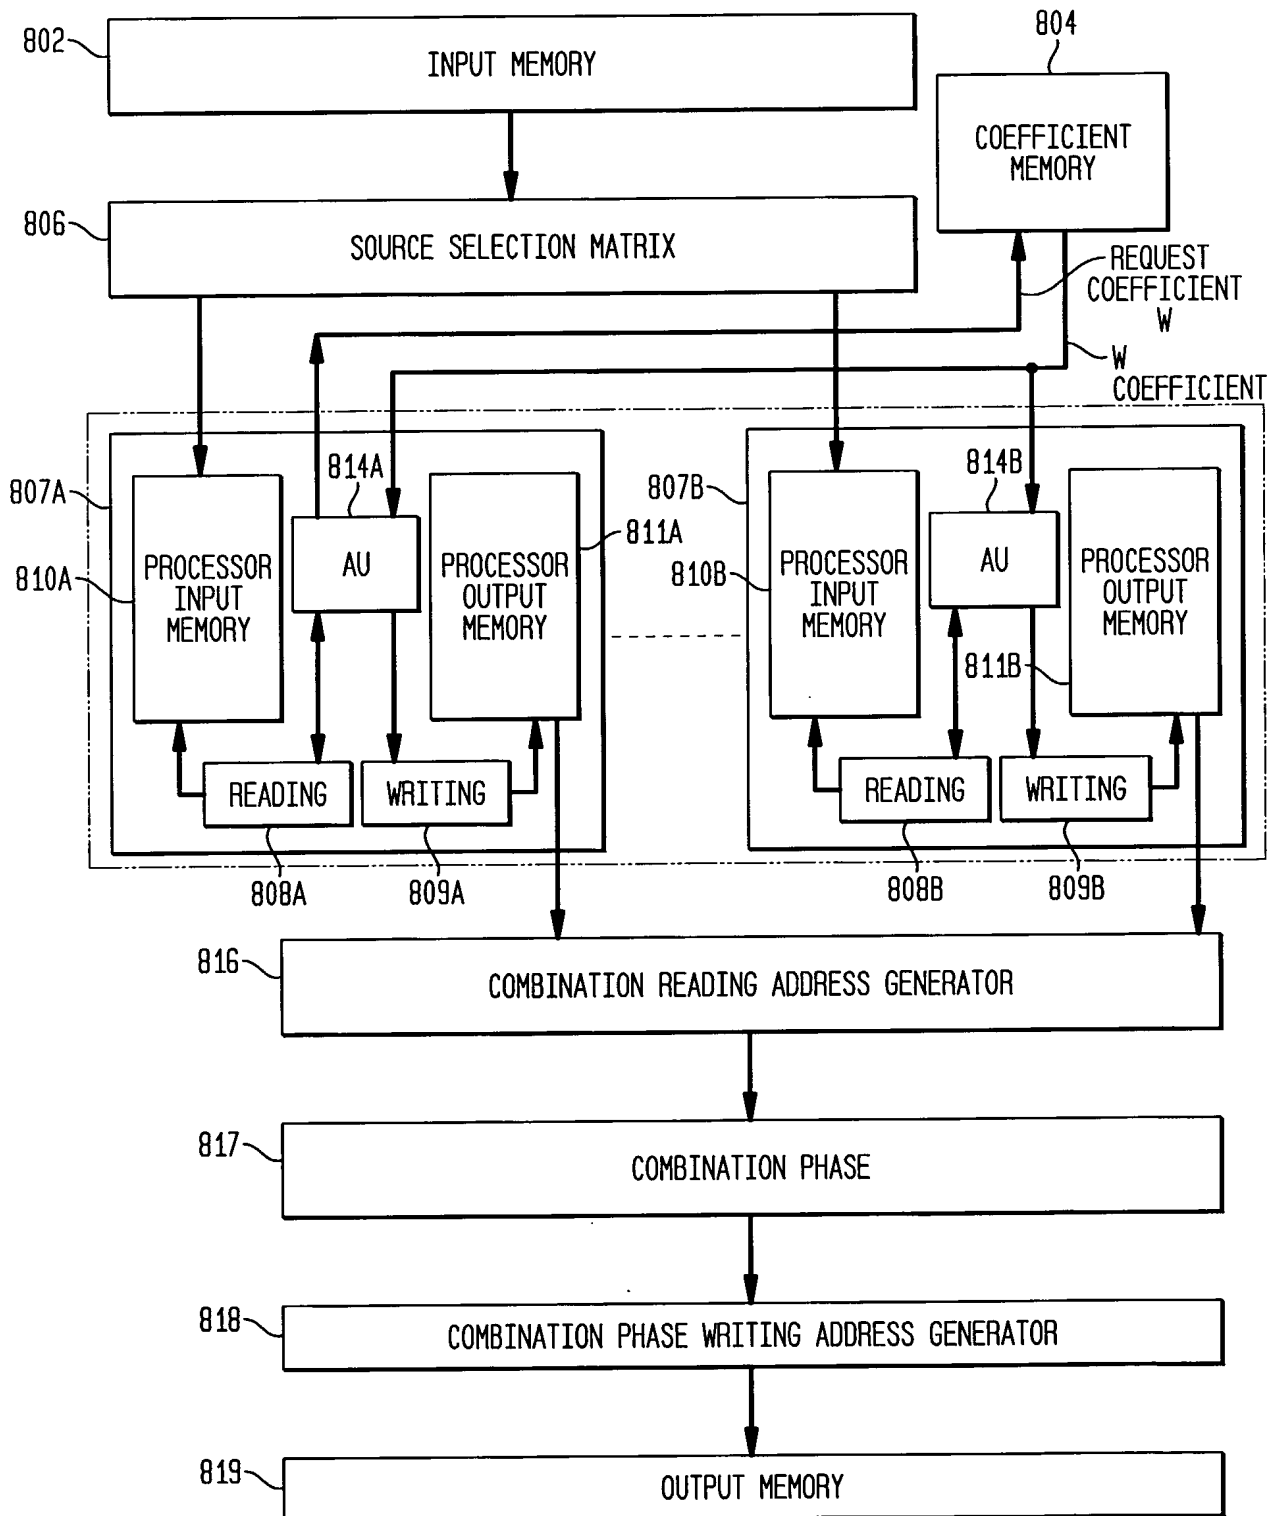 802
INPUT MEMORY
804
COEFFICIENT
MEMORY
806
SOURCE SELECTION MATRIX
REQUEST
COEFFICIENT
W
W
COEFFICIENT
807A
814A
811A
810A
PROCESSOR
INPUT
MEMORY
AU
PROCESSOR
OUTPUT
MEMORY
READING
WRITING
808A
809A
807B
814B
810B
PROCESSOR
INPUT
MEMORY
AU
PROCESSOR
OUTPUT
MEMORY
811B
READING
WRITING
808B
809B
816
COMBINATION READING ADDRESS GENERATOR
817
COMBINATION PHASE
818
COMBINATION PHASE WRITING ADDRESS GENERATOR
819
OUTPUT MEMORY